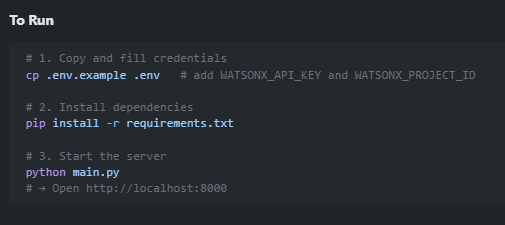 To Run
# 1. Copy and fill credentials
cp .env.example .env   # add WATSONX_API_KEY and WATSONX_PROJECT_ID
# 2. Install dependencies
pip install -r requirements.txt
# 3. Start the server
python main.py
# → Open http://localhost:8000